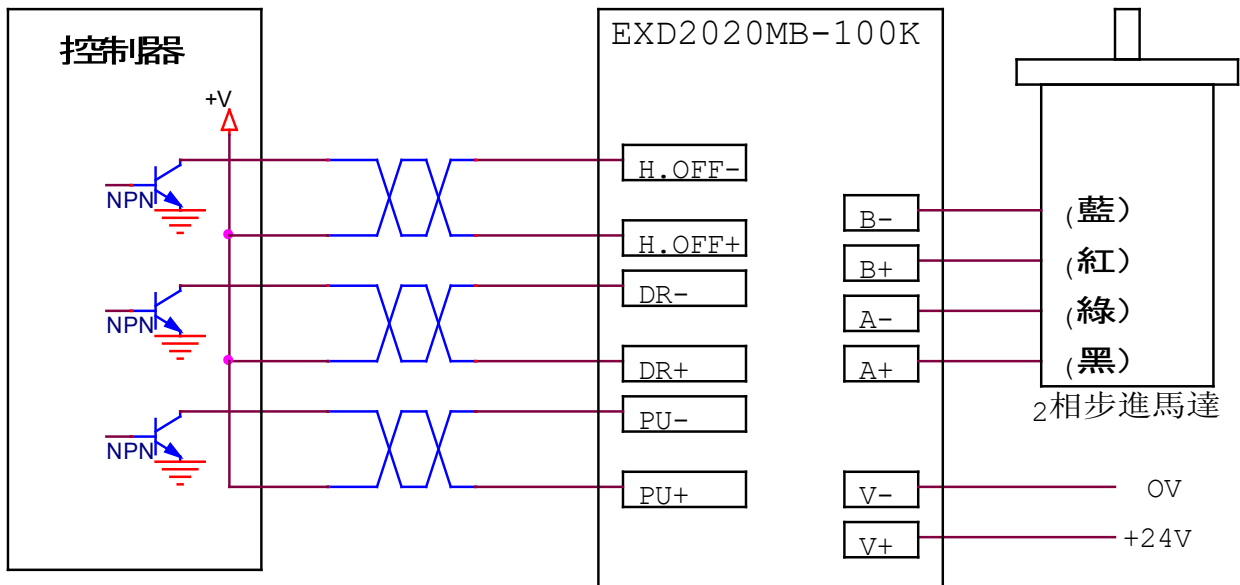 控制器
+V
NPN
NPN
NPN
EXD2020MB-100K
H.OFF-
H.OFF+
DR-
DR+
PU-
PU+
B-
B+
A-
A+
V-
V+
(藍)
(紅)
(綠)
(黑)
2相步進馬達
0V
+24V